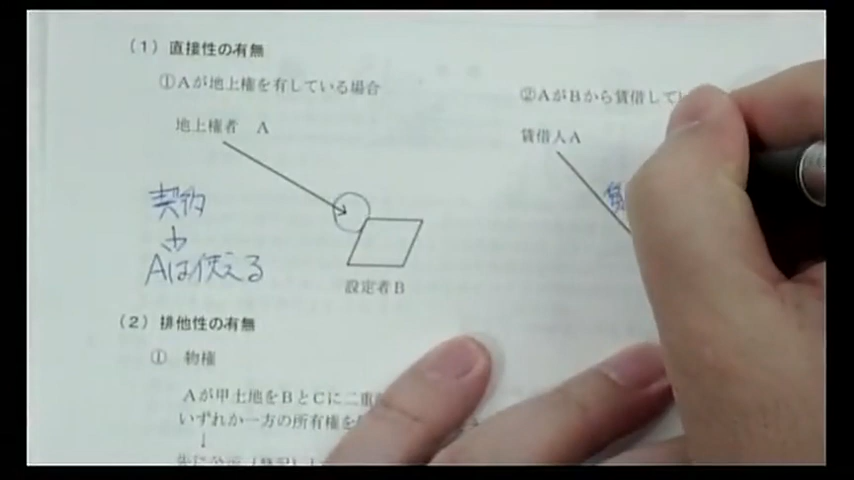 (1) 直接性の有無
①Aが地上権を有している場合
②AがBから賃借して
地上権者 A
賃借人A
契約
Aは使える
設定者B
(2) 排他性の有無
① 物権
Aが甲土地をBとCに二重
いずれか一方の所有権を
↓